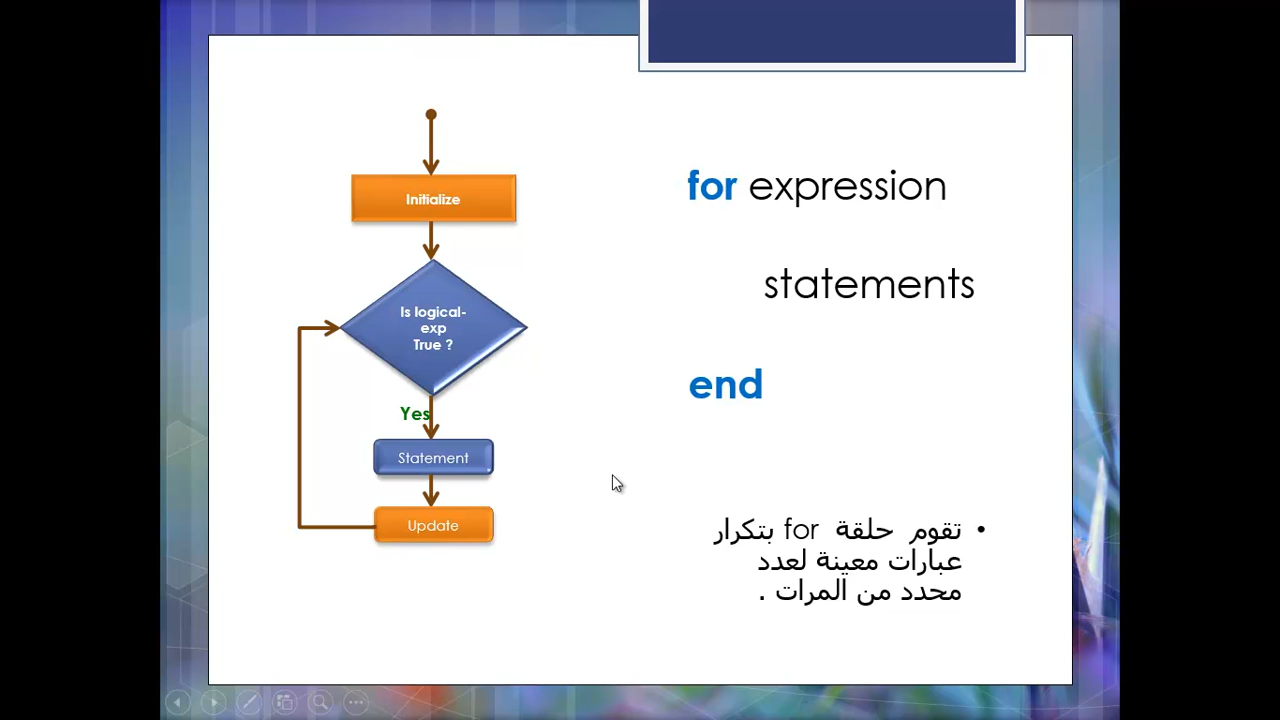 Initialize
Is logical-
exp
True ?
Yes
Statement
Update
for expression
statements
end
• تقوم حلقة for بتكرار
عبارات معينة لعدد
محدد من المرات .